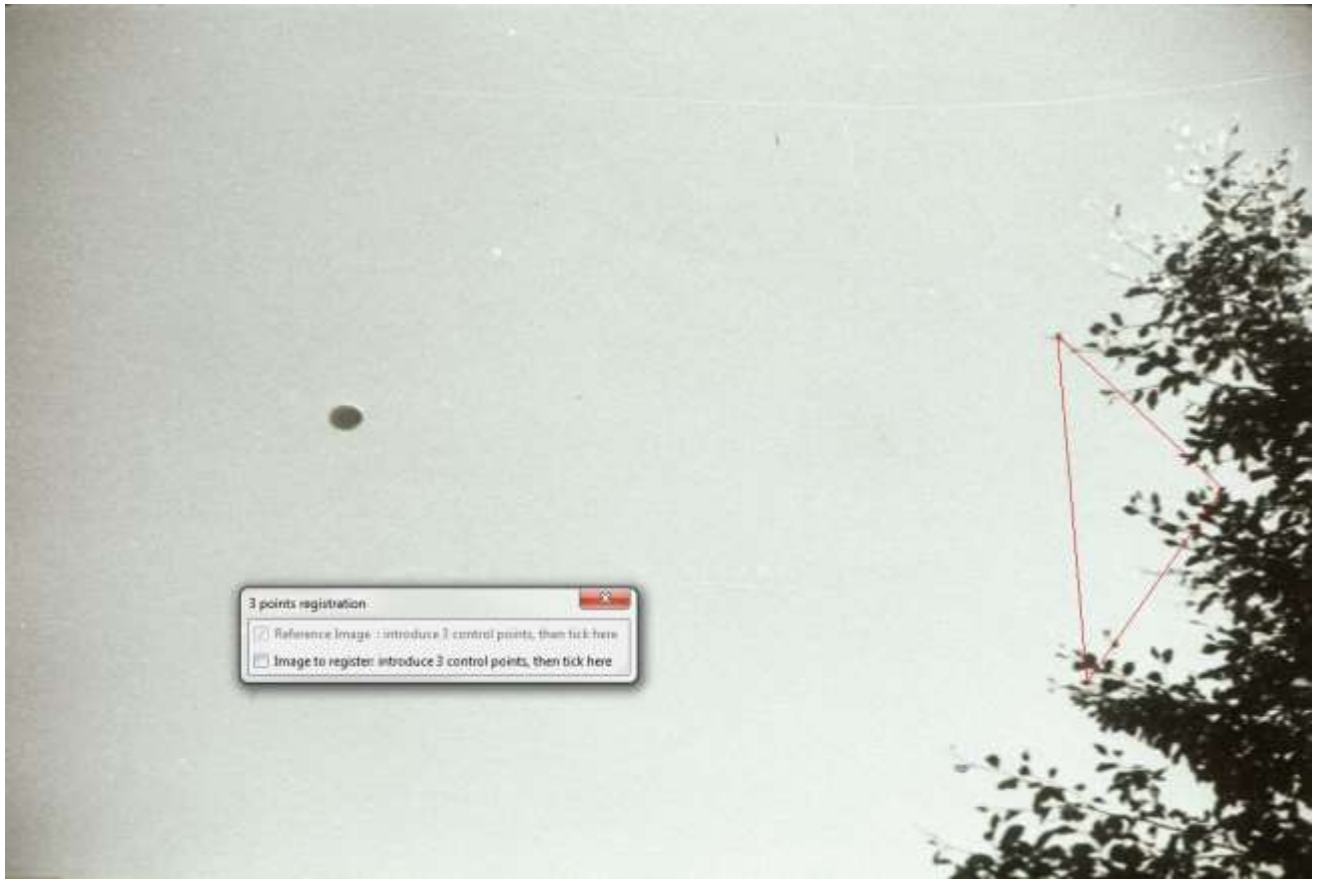 3 points registration
Reference Image : introduce 3 control points, then tick here
Image to register: introduce 3 control points, then tick here